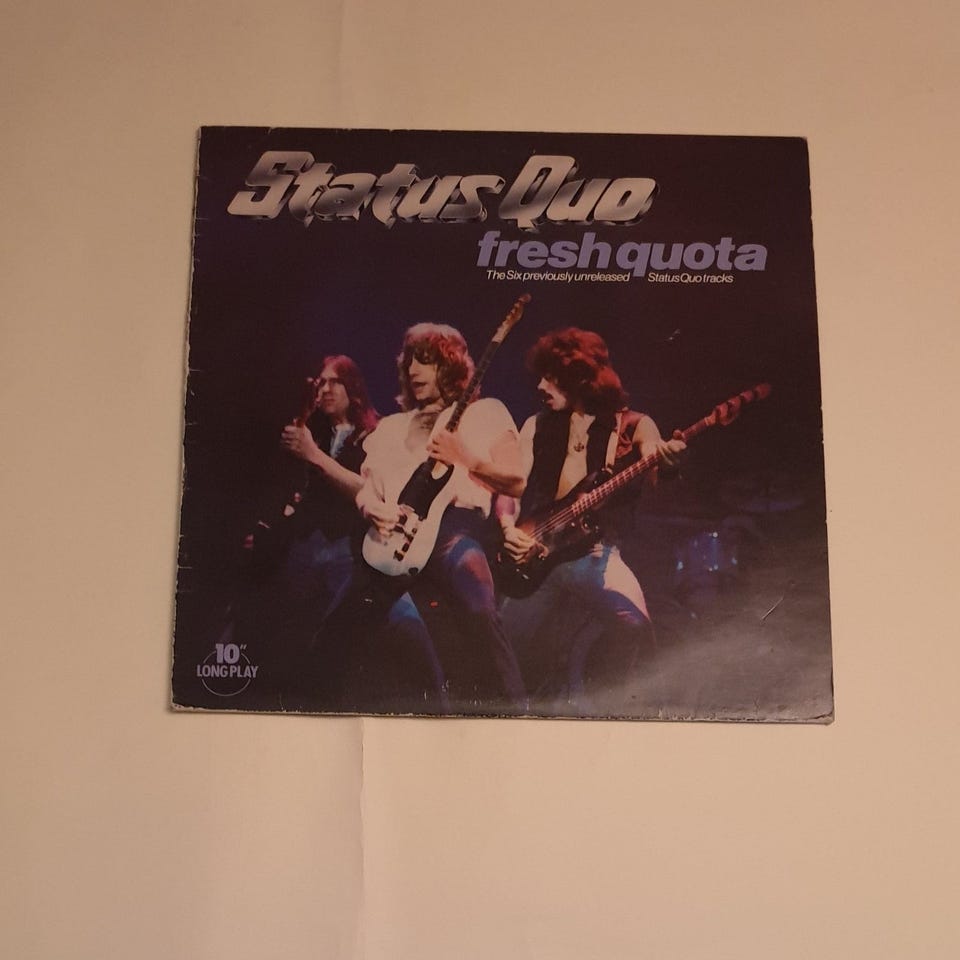 Status Quo
fresh quota
The Six previously unreleased Status Quo tracks
10"
LONG PLAY